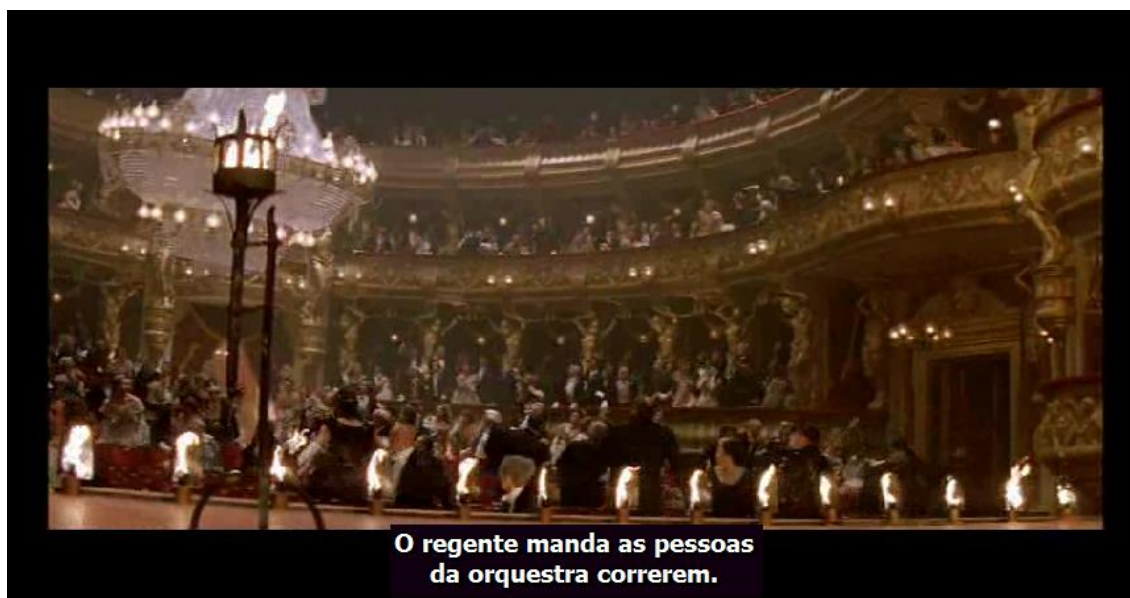 O regente manda as pessoas
da orquestra correrem.